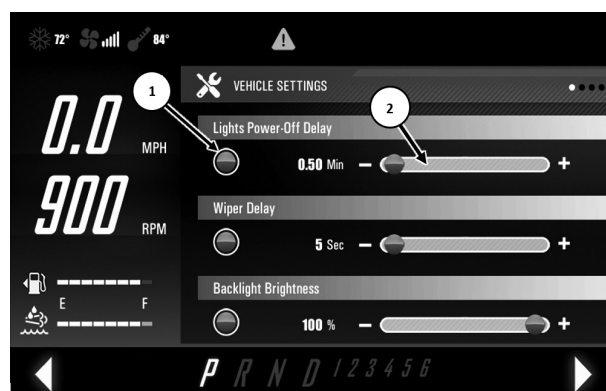 72° 84°
1
VEHICLE SETTINGS
2
0.0 MPH
Lights Power-Off Delay
0.50 Min − +
900 RPM
Wiper Delay
5 Sec − +
E F
Backlight Brightness
100 % − +
P R N D 1 2 3 4 5 6